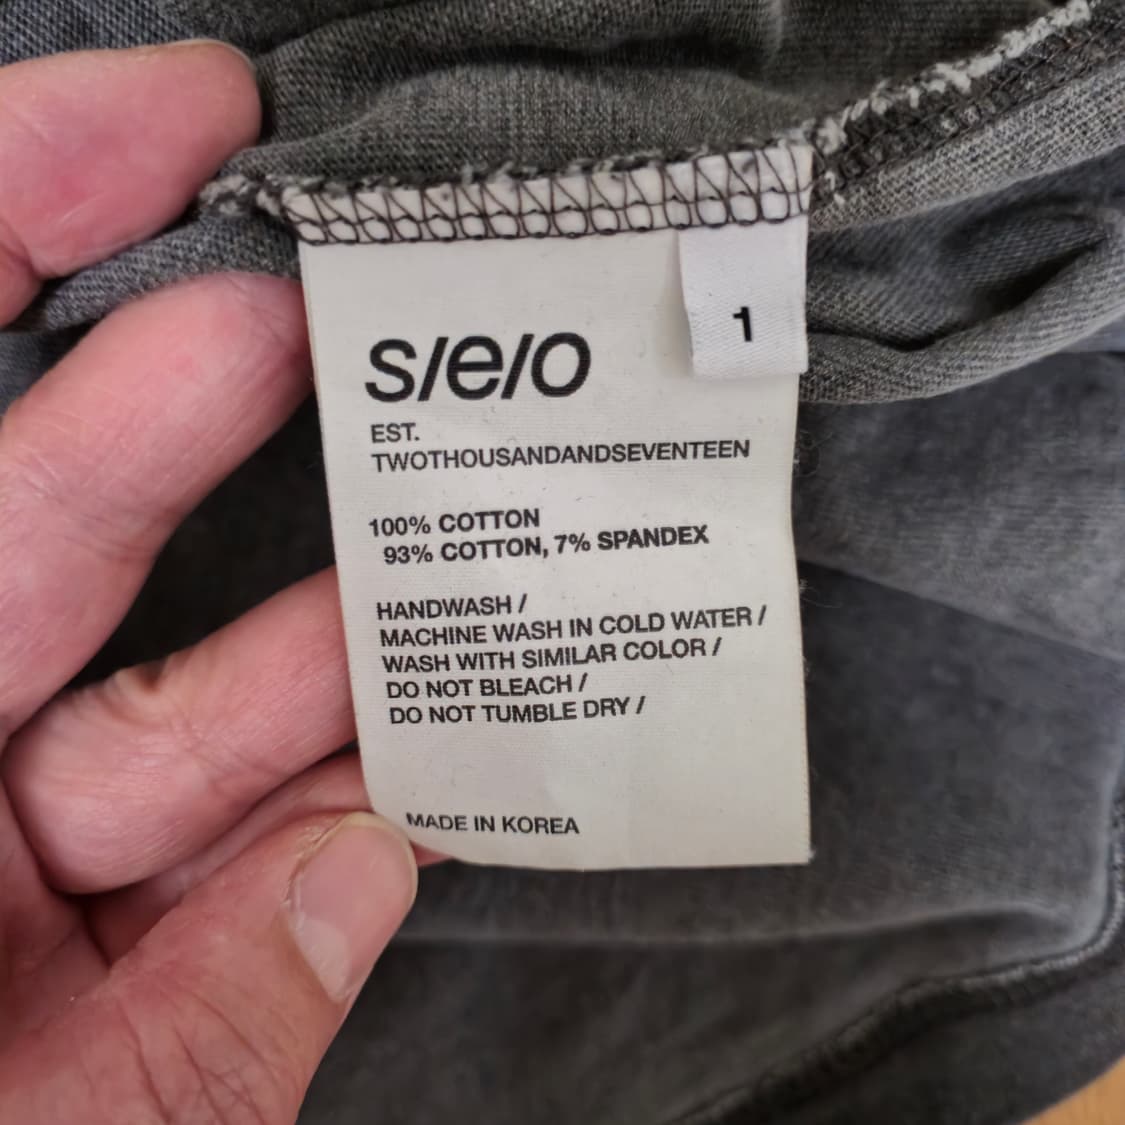 1
s/e/o
EST.
TWOTHOUSANDANDSEVENTEEN
100% COTTON
93% COTTON, 7% SPANDEX
HANDWASH /
MACHINE WASH IN COLD WATER /
WASH WITH SIMILAR COLOR /
DO NOT BLEACH /
DO NOT TUMBLE DRY /
MADE IN KOREA